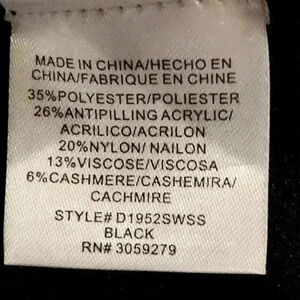 MADE IN CHINA/HECHO EN
CHINA/FABRIQUE EN CHINE
35%POLYESTER/POLIESTER
26%ANTIPILLING ACRYLIC/
ACRILICO/ACRILON
20%NYLON/ NAILON
13%VISCOSE/VISCOSA
6%CASHMERE/CASHEMIRA/
CACHMIRE
STYLE# D1952SWSS
BLACK
RN# 3059279